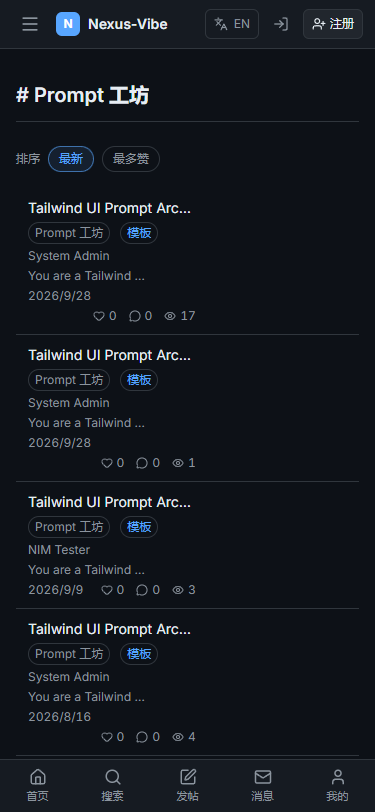 N Nexus-Vibe EN 注册
# Prompt 工坊
排序 最新 最多赞
Tailwind UI Prompt Arc...
Prompt 工坊 模板
System Admin
You are a Tailwind ...
2026/9/28
0 0 17
Tailwind UI Prompt Arc...
Prompt 工坊 模板
System Admin
You are a Tailwind ...
2026/9/28
0 0 1
Tailwind UI Prompt Arc...
Prompt 工坊 模板
NIM Tester
You are a Tailwind ...
2026/9/9 0 0 3
Tailwind UI Prompt Arc...
Prompt 工坊 模板
System Admin
You are a Tailwind ...
2026/8/16
0 0 4
首页 搜索 发帖 消息 我的